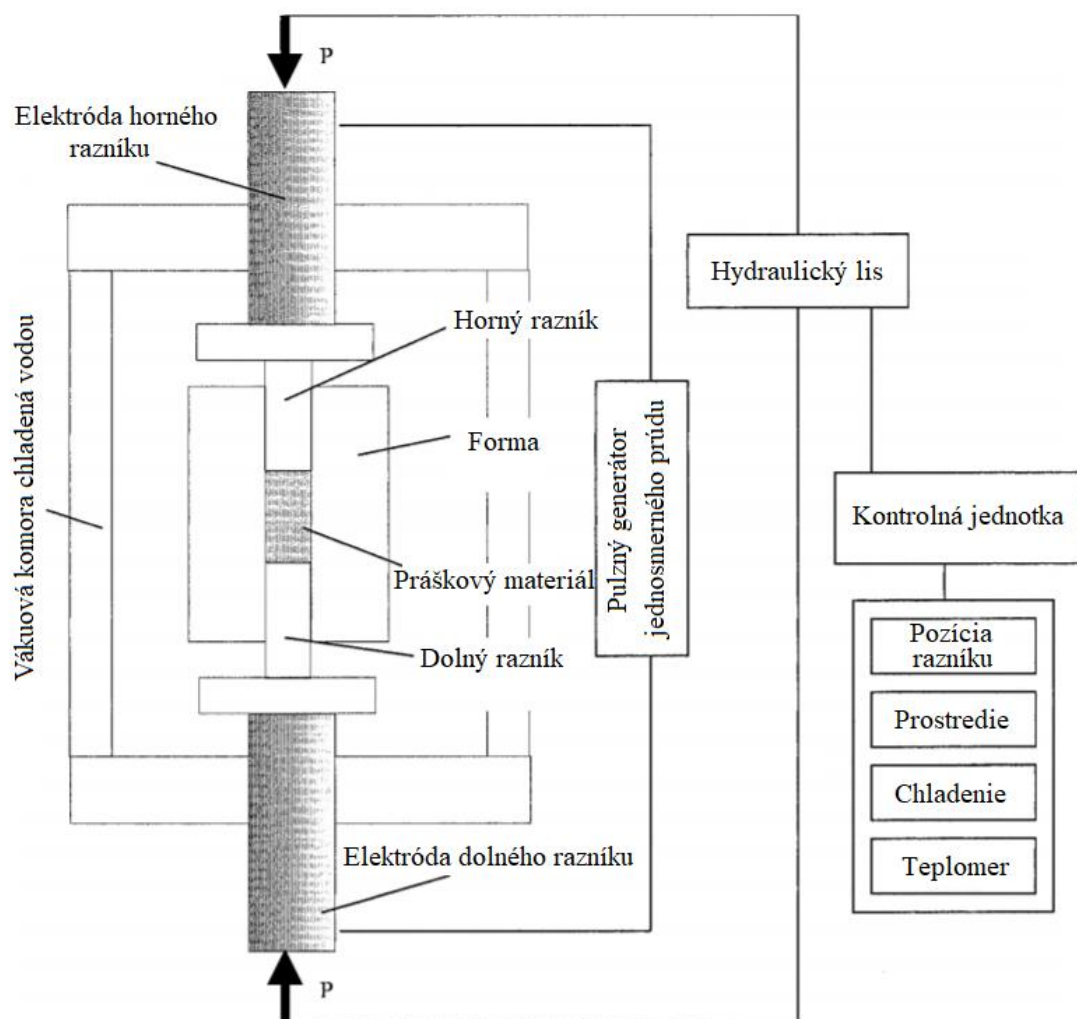 P
Elektróda horného
razníku
Hydraulický lis
Horný razník
Forma
Vákuová komora chladená vodou
Pulzný generátor
jednosmerného prúdu
Kontrolná jednotka
Práškový materiál
Dolný razník
Pozícia
razníku
Prostredie
Chladenie
Teplomer
Elektróda dolného razníku
P